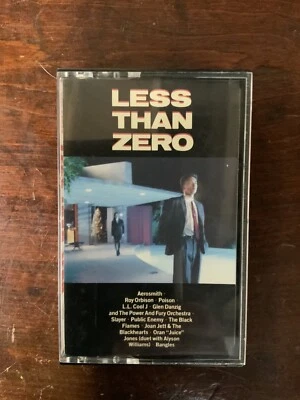 LESS
THAN
ZERO
Aerosmith ·
Roy Orbison · Poison
L.L. Cool J · Glen Danzig
and The Power And Fury Orchestra ·
Slayer · Public Enemy · The Black
Flames · Joan Jett & The
Blackhearts · Oran "Juice"
Jones (duet with Alyson
Williams) · Bangles